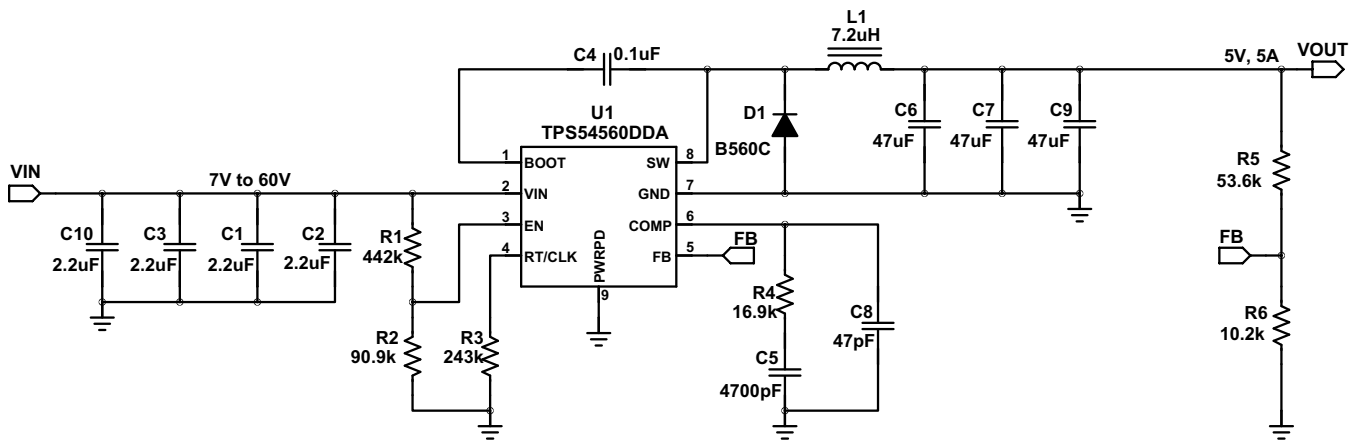 L1
7.2uH
C4 0.1uF
5V, 5A
VOUT
U1
TPS54560DDA
D1
B560C
C6
47uF
C7
47uF
C9
47uF
R5
53.6k
VIN
7V to 60V
1 BOOT
SW 8
2 VIN
GND 7
3 EN
COMP 6
4 RT/CLK
FB 5
PWRPD
9
FB
FB
C10
2.2uF
C3
2.2uF
C1
2.2uF
C2
2.2uF
R1
442k
R2
90.9k
R3
243k
R4
16.9k
C8
47pF
C5
4700pF
R6
10.2k